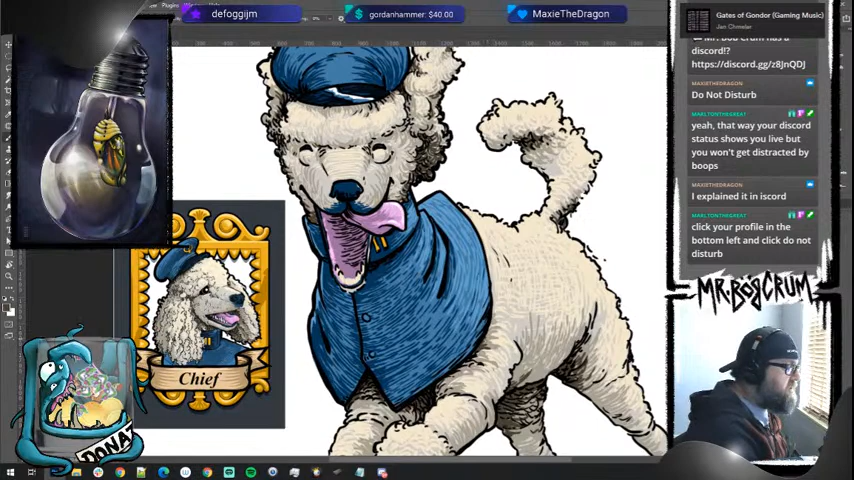 defoggijm
gordanhammer: $40.00
MaxieTheDragon
Gates of Gondor (Gaming Music)
Jan Chmelar
Mr. Bob Crum has a
discord!?
https://discord.gg/z8JnQDJ
MAXIETHEDRAGON
Do Not Disturb
MARLTONTHEGREAT
yeah, that way your discord
status shows you live but
you won't get distracted by
boops
MAXIETHEDRAGON
I explained it in iscord
MARLTONTHEGREAT
click your profile in the
bottom left and click do not
disturb
MR.BOBCRUM
Chief
DONAT